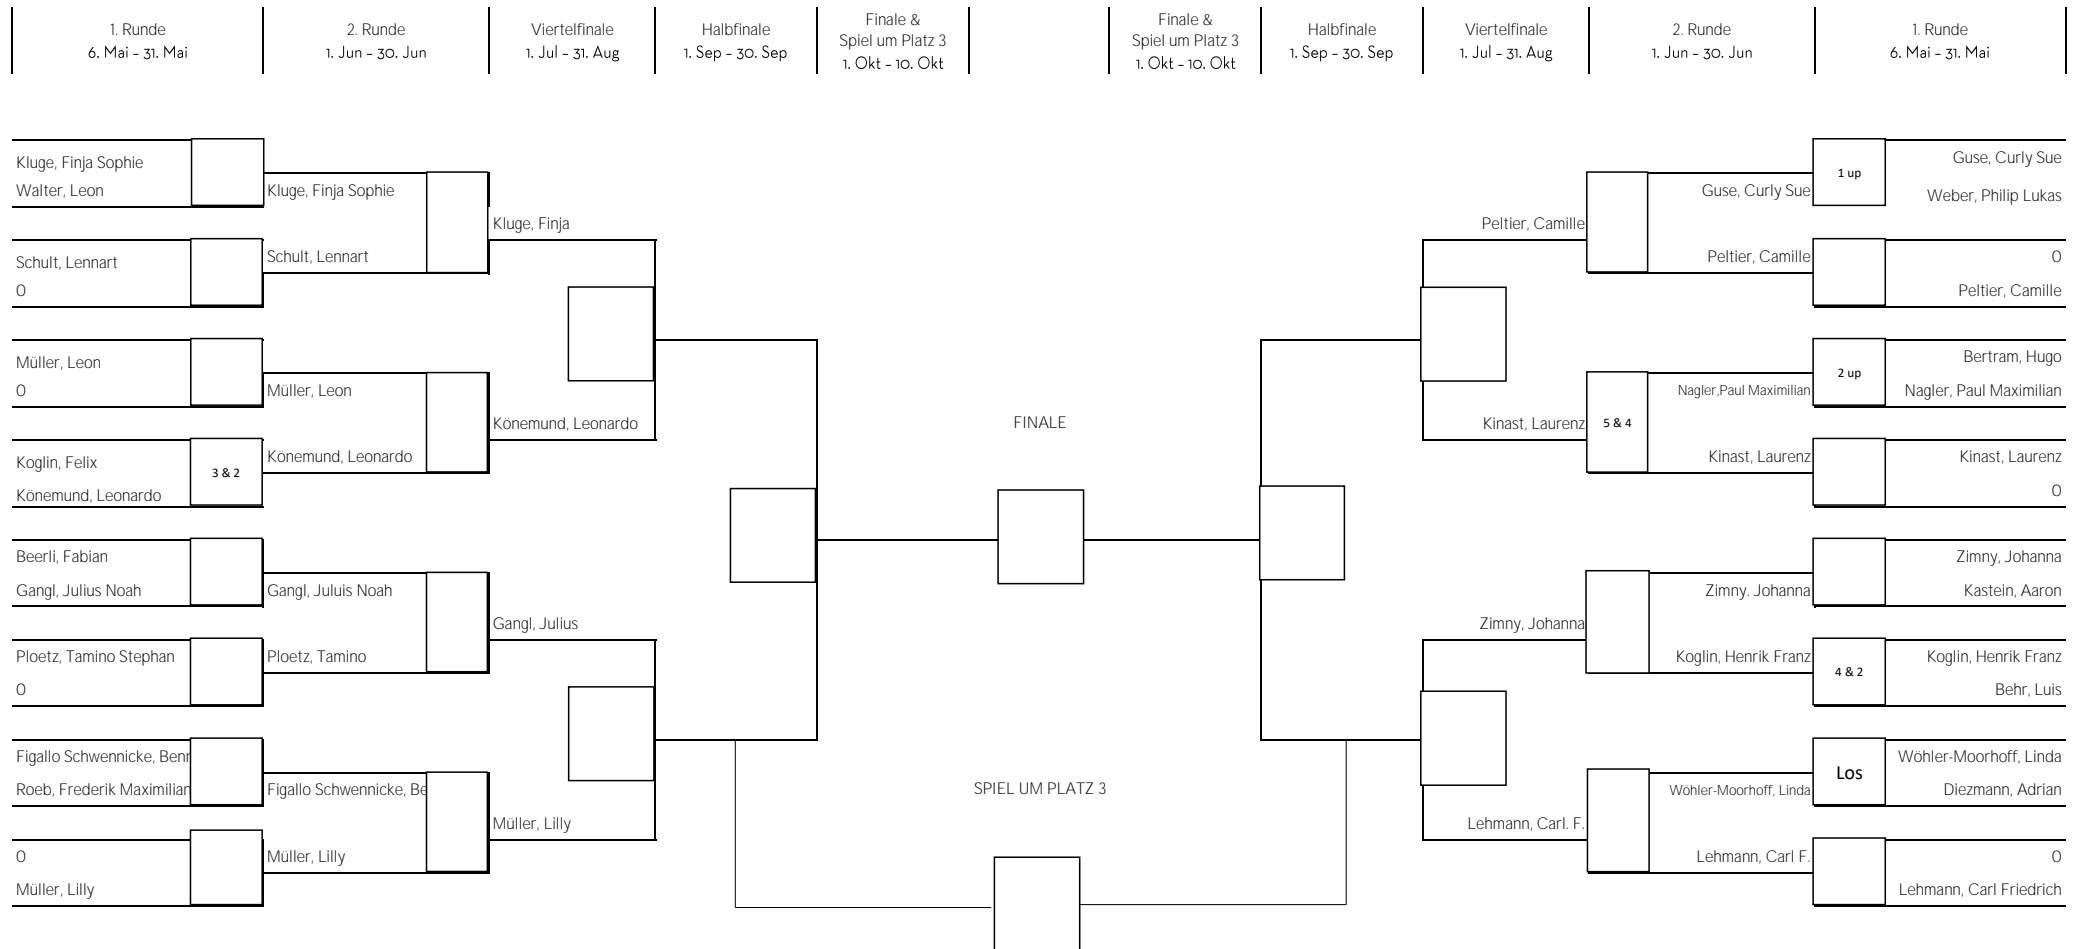 1. Runde
6. Mai - 31. Mai
2. Runde
1. Jun - 30. Jun
Viertelfinale
1. Jul - 31. Aug
Halbfinale
1. Sep - 30. Sep
Finale &
Spiel um Platz 3
1. Okt - 10. Okt
Finale &
Spiel um Platz 3
1. Okt - 10. Okt
Halbfinale
1. Sep - 30. Sep
Viertelfinale
1. Jul - 31. Aug
2. Runde
1. Jun - 30. Jun
1. Runde
6. Mai - 31. Mai
Kluge, Finja Sophie
Walter, Leon
Schult, Lennart
0
Müller, Leon
0
Koglin, Felix
Könemund, Leonardo
3 & 2
Beerli, Fabian
Gangl, Julius Noah
Ploetz, Tamino Stephan
0
Figallo Schwennicke, Benr
Roeb, Frederik Maximilian
0
Müller, Lilly
Kluge, Finja Sophie
Schult, Lennart
Müller, Leon
Könemund, Leonardo
Gangl, Juluis Noah
Ploetz, Tamino
Figallo Schwennicke, Be
Müller, Lilly
Kluge, Finja
Könemund, Leonardo
Gangl, Julius
Müller, Lilly
FINALE
SPIEL UM PLATZ 3
Peltier, Camille
Kinast, Laurenz
Zimny, Johanna
Lehmann, Carl. F.
5 & 4
Guse, Curly Sue
Peltier, Camille
Nagler,Paul Maximilian
Kinast, Laurenz
Zimny. Johanna
Koglin, Henrik Franz
Wöhler-Moorhoff, Linda
Lehmann, Carl F.
1 up
Guse, Curly Sue
Weber, Philip Lukas
0
Peltier, Camille
2 up
Bertram, Hugo
Nagler, Paul Maximilian
Kinast, Laurenz
0
Zimny, Johanna
Kastein, Aaron
4 & 2
Koglin, Henrik Franz
Behr, Luis
Los
Wöhler-Moorhoff, Linda
Diezmann, Adrian
0
Lehmann, Carl Friedrich